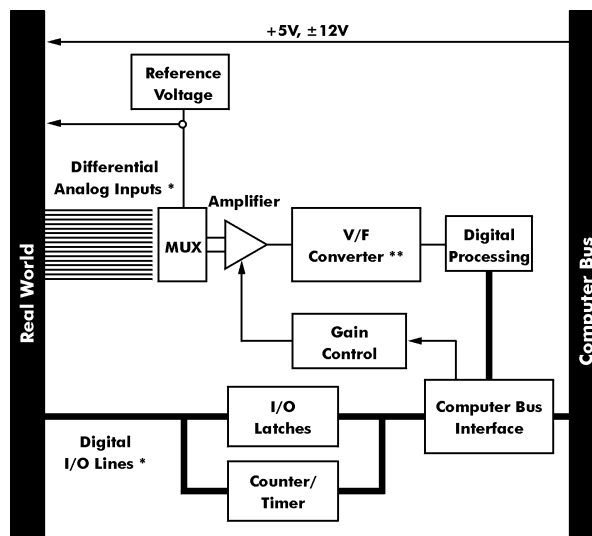 +5V, ±12V
Reference
Voltage
Differential
Analog Inputs *
Amplifier
MUX
V/F
Converter **
Digital
Processing
Real World
Computer Bus
Gain
Control
I/O
Latches
Computer Bus
Interface
Digital
I/O Lines *
Counter/
Timer